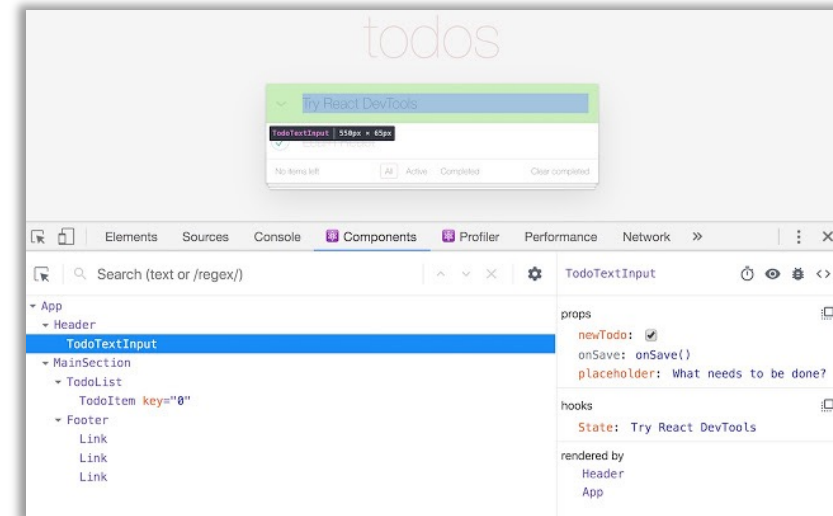 todos
Try React DevTools
TodoTextInput | 550px × 65px
No items left All Active Completed Clear completed
Elements Sources Console Components Profiler Performance Network »
Search (text or /regex/)
App
Header
TodoTextInput
MainSection
TodoList
TodoItem key="0"
Footer
Link
Link
Link
TodoTextInput
props
newTodo:
onSave: onSave()
placeholder: What needs to be done?
hooks
State: Try React DevTools
rendered by
Header
App